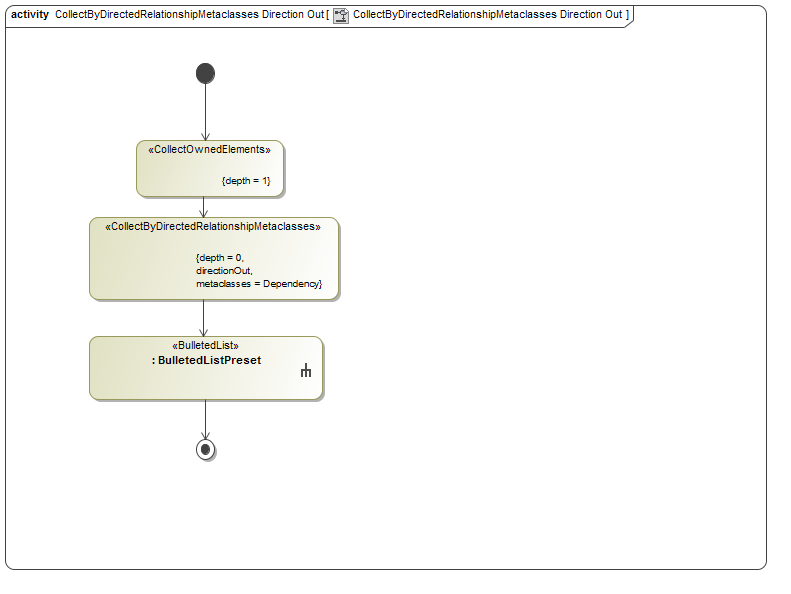 activity CollectByDirectedRelationshipMetaclasses Direction Out [ CollectByDirectedRelationshipMetaclasses Direction Out ]
«CollectOwnedElements»
{depth = 1}
«CollectByDirectedRelationshipMetaclasses»
{depth = 0,
directionOut,
metaclasses = Dependency}
«BulletedList»
: BulletedListPreset